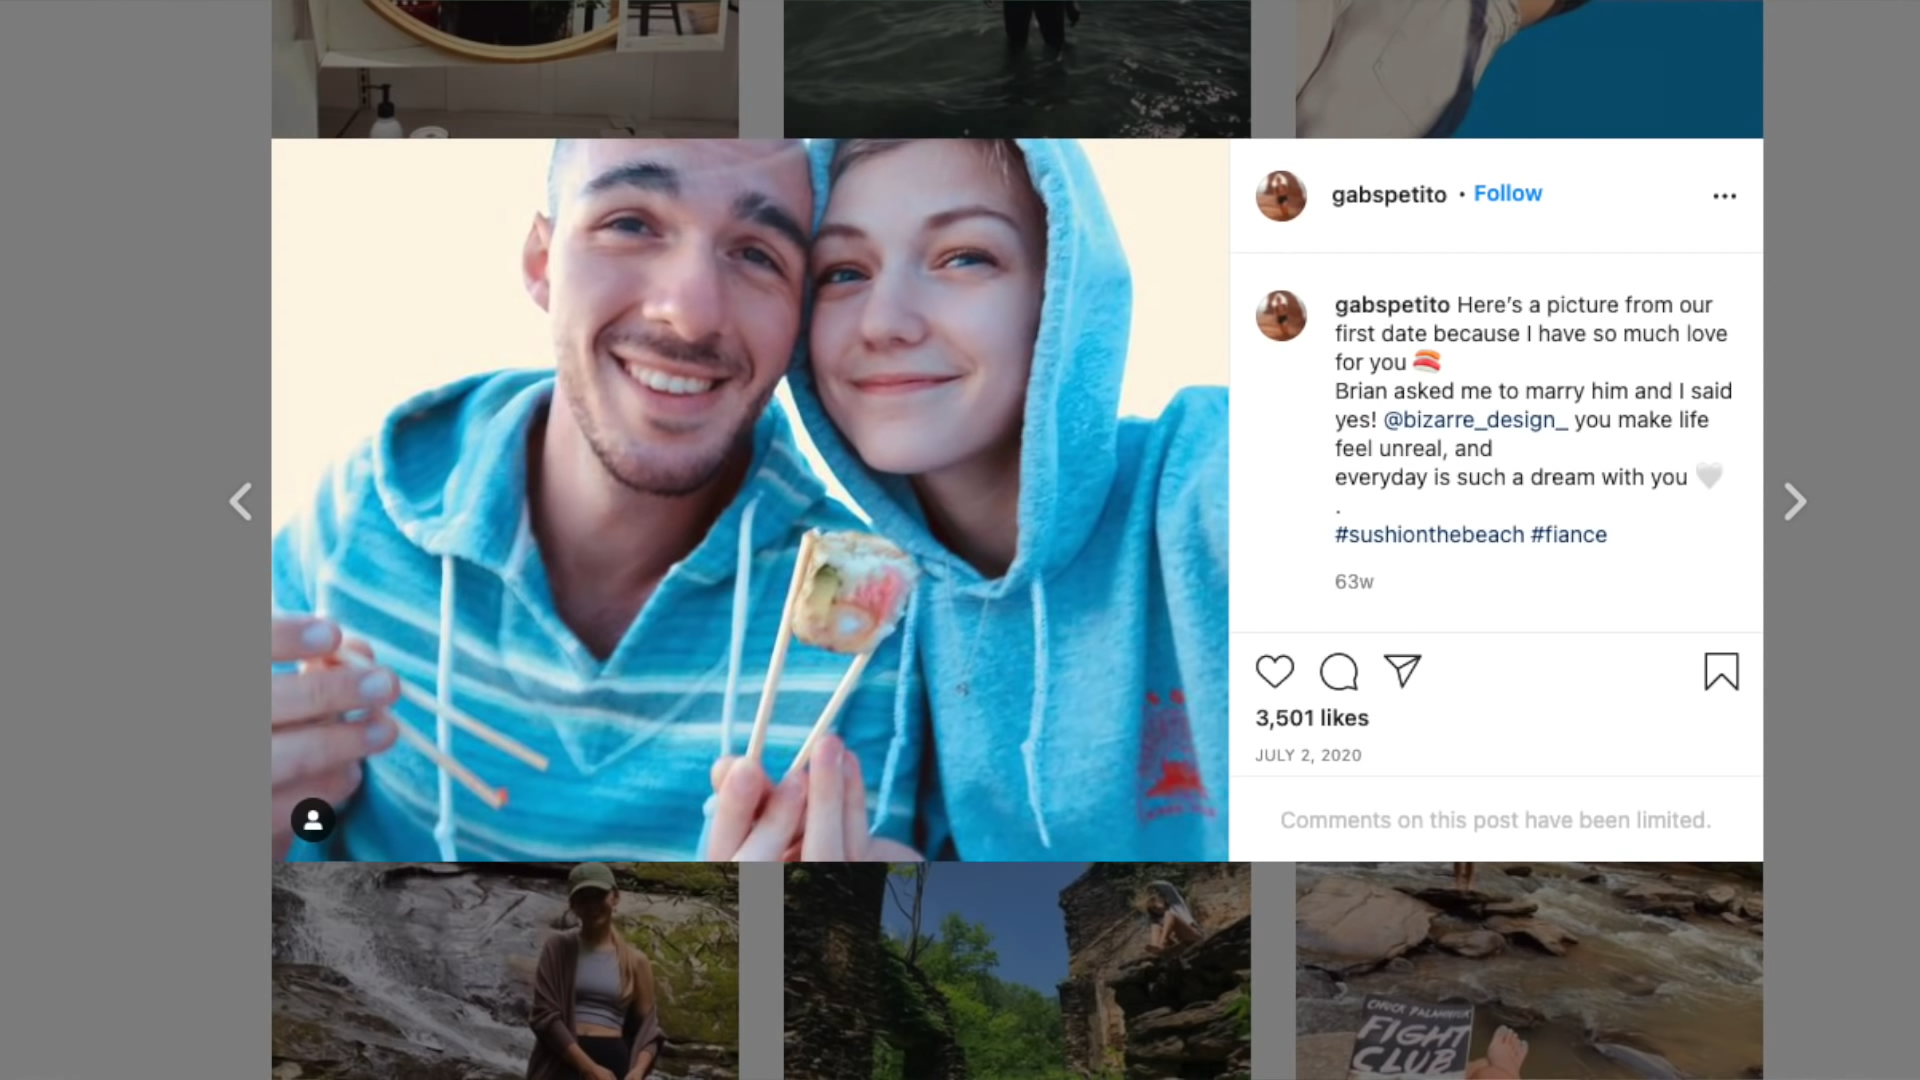 gabspetito • Follow
gabspetito Here's a picture from our
first date because I have so much love
for you 🍣
Brian asked me to marry him and I said
yes! @bizarre_design_ you make life
feel unreal, and
everyday is such a dream with you 🤍
.
#sushionthebeach #fiance
63w
3,501 likes
JULY 2, 2020
Comments on this post have been limited.
CHUCK PALAHNIUK
FIGHT
CLUB